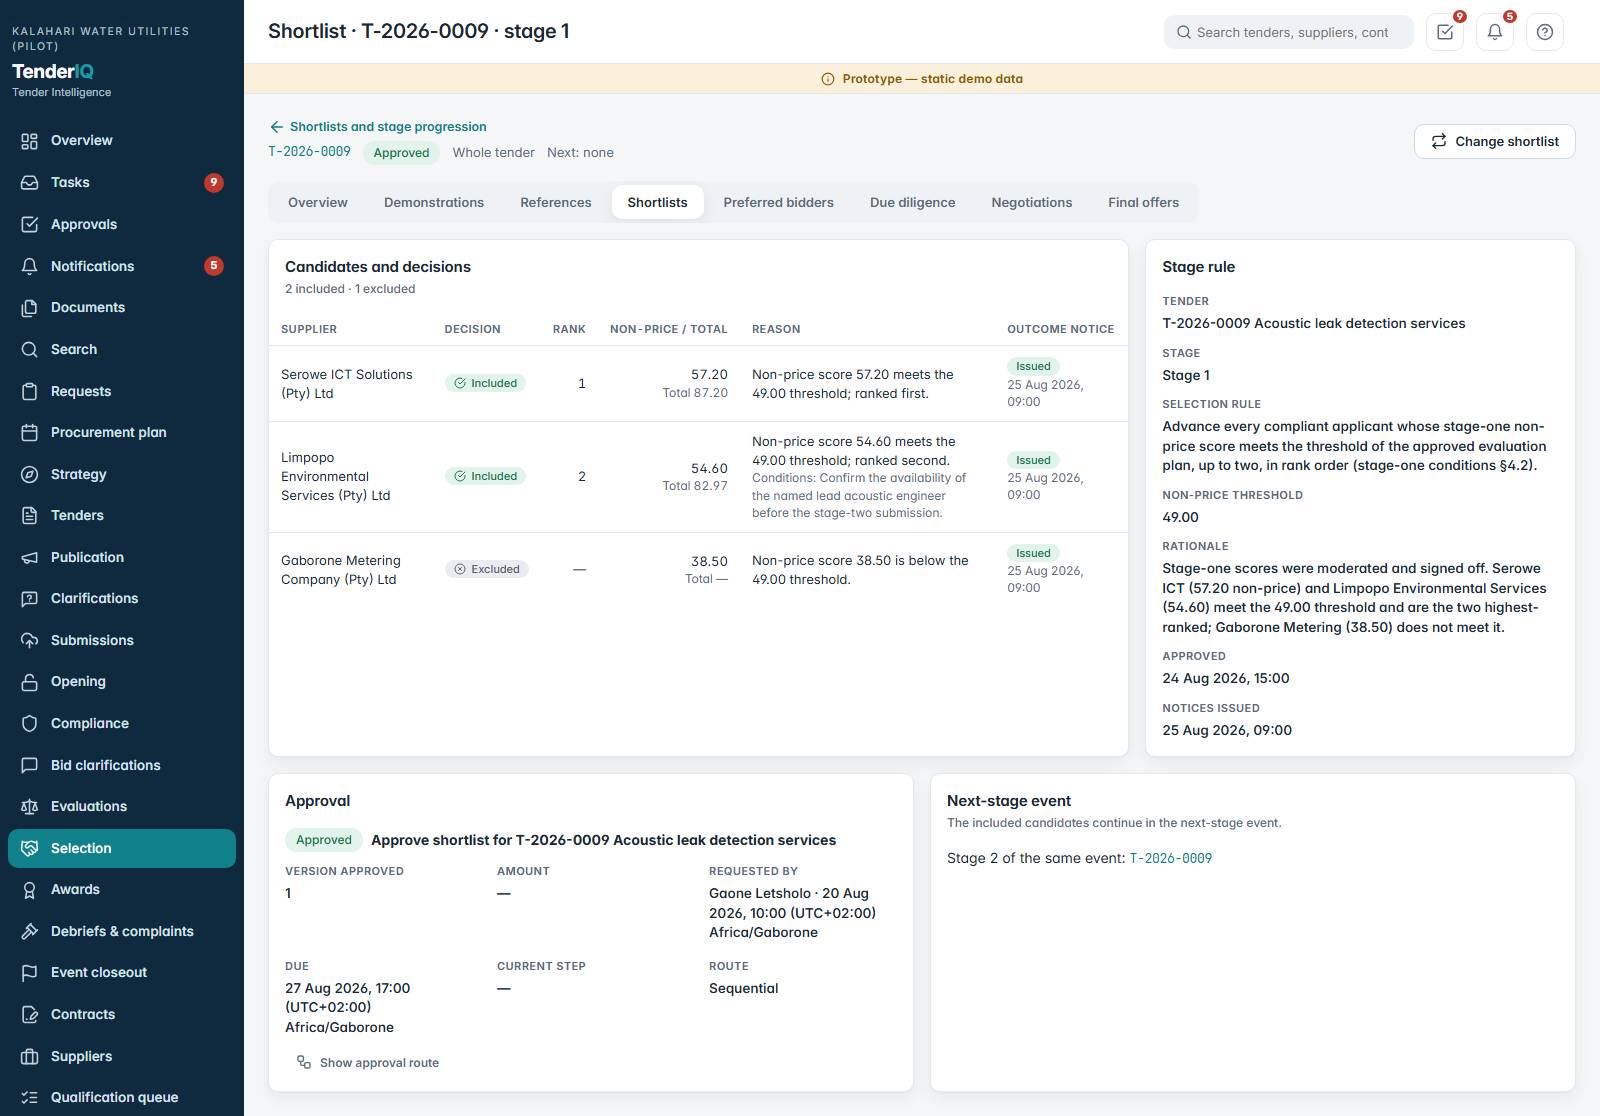 KALAHARI WATER UTILITIES
(PILOT)
TenderIQ
Tender Intelligence
Overview
Tasks 9
Approvals
Notifications 5
Documents
Search
Requests
Procurement plan
Strategy
Tenders
Publication
Clarifications
Submissions
Opening
Compliance
Bid clarifications
Evaluations
Selection
Awards
Debriefs & complaints
Event closeout
Contracts
Suppliers
Qualification queue
Shortlist · T-2026-0009 · stage 1
Search tenders, suppliers, cont
9
5
Prototype — static demo data
Shortlists and stage progression
T-2026-0009 Approved Whole tender Next: none
Change shortlist
Overview Demonstrations References Shortlists Preferred bidders Due diligence Negotiations Final offers
Candidates and decisions
2 included · 1 excluded
SUPPLIER DECISION RANK NON-PRICE / TOTAL REASON OUTCOME NOTICE
Serowe ICT Solutions
(Pty) Ltd
Included
1
57.20
Total 87.20
Non-price score 57.20 meets the
49.00 threshold; ranked first.
Issued
25 Aug 2026,
09:00
Limpopo
Environmental
Services (Pty) Ltd
Included
2
54.60
Total 82.97
Non-price score 54.60 meets the
49.00 threshold; ranked second.
Conditions: Confirm the availability of
the named lead acoustic engineer
before the stage-two submission.
Issued
25 Aug 2026,
09:00
Gaborone Metering
Company (Pty) Ltd
Excluded
—
38.50
Total —
Non-price score 38.50 is below the
49.00 threshold.
Issued
25 Aug 2026,
09:00
Stage rule
TENDER
T-2026-0009 Acoustic leak detection services
STAGE
Stage 1
SELECTION RULE
Advance every compliant applicant whose stage-one non-
price score meets the threshold of the approved evaluation
plan, up to two, in rank order (stage-one conditions §4.2).
NON-PRICE THRESHOLD
49.00
RATIONALE
Stage-one scores were moderated and signed off. Serowe
ICT (57.20 non-price) and Limpopo Environmental Services
(54.60) meet the 49.00 threshold and are the two highest-
ranked; Gaborone Metering (38.50) does not meet it.
APPROVED
24 Aug 2026, 15:00
NOTICES ISSUED
25 Aug 2026, 09:00
Approval
Approved Approve shortlist for T-2026-0009 Acoustic leak detection services
VERSION APPROVED
1
AMOUNT
—
REQUESTED BY
Gaone Letsholo · 20 Aug
2026, 10:00 (UTC+02:00)
Africa/Gaborone
DUE
27 Aug 2026, 17:00
(UTC+02:00)
Africa/Gaborone
CURRENT STEP
—
ROUTE
Sequential
Show approval route
Next-stage event
The included candidates continue in the next-stage event.
Stage 2 of the same event: T-2026-0009